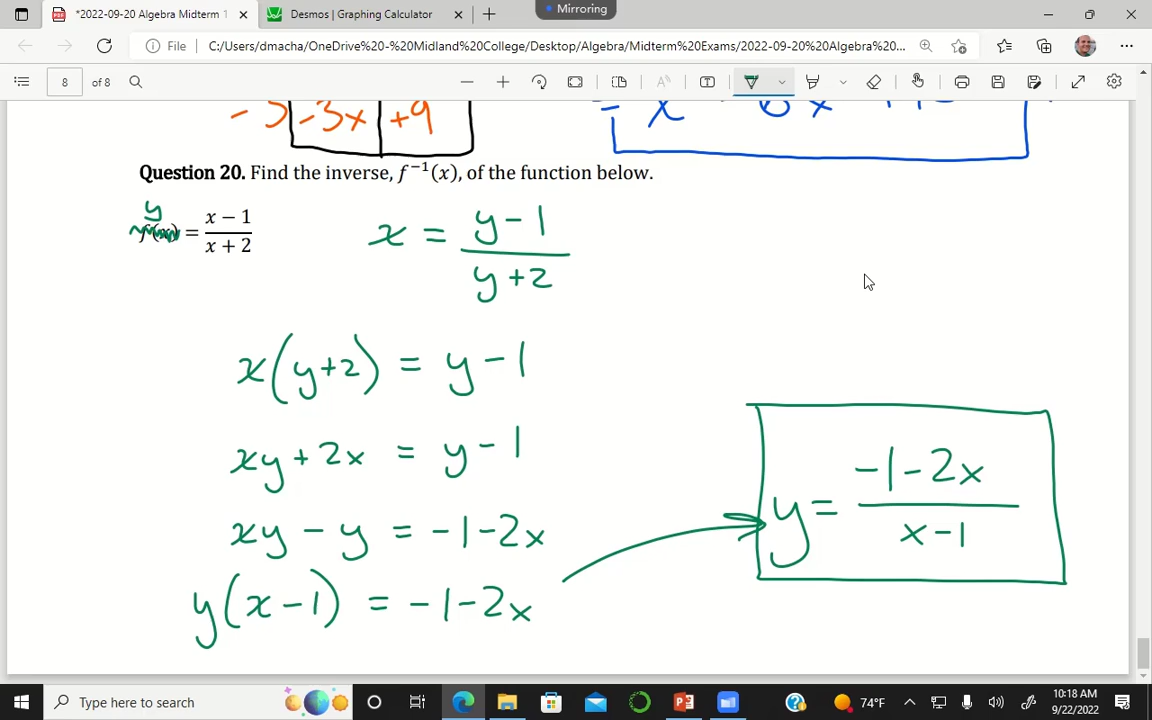 Mirroring
*2022-09-20 Algebra Midterm
Desmos | Graphing Calculator
File
C:/Users/dmacha/OneDrive%20-%20Midland%20College/Desktop/Algebra/Midterm%20Exams/2022-09-20%20Algebra%20...
8 of 8
-3x +9
Question 20. Find the inverse, f⁻¹(x), of the function below.
y
f(x) = (x − 1)/(x + 2)
x = (y-1)/(y+2)
x(y+2) = y-1
xy+2x = y-1
xy-y = -1-2x
y(x-1) = -1-2x
y = (-1-2x)/(x-1)
Type here to search
74°F
10:18 AM
9/22/2022